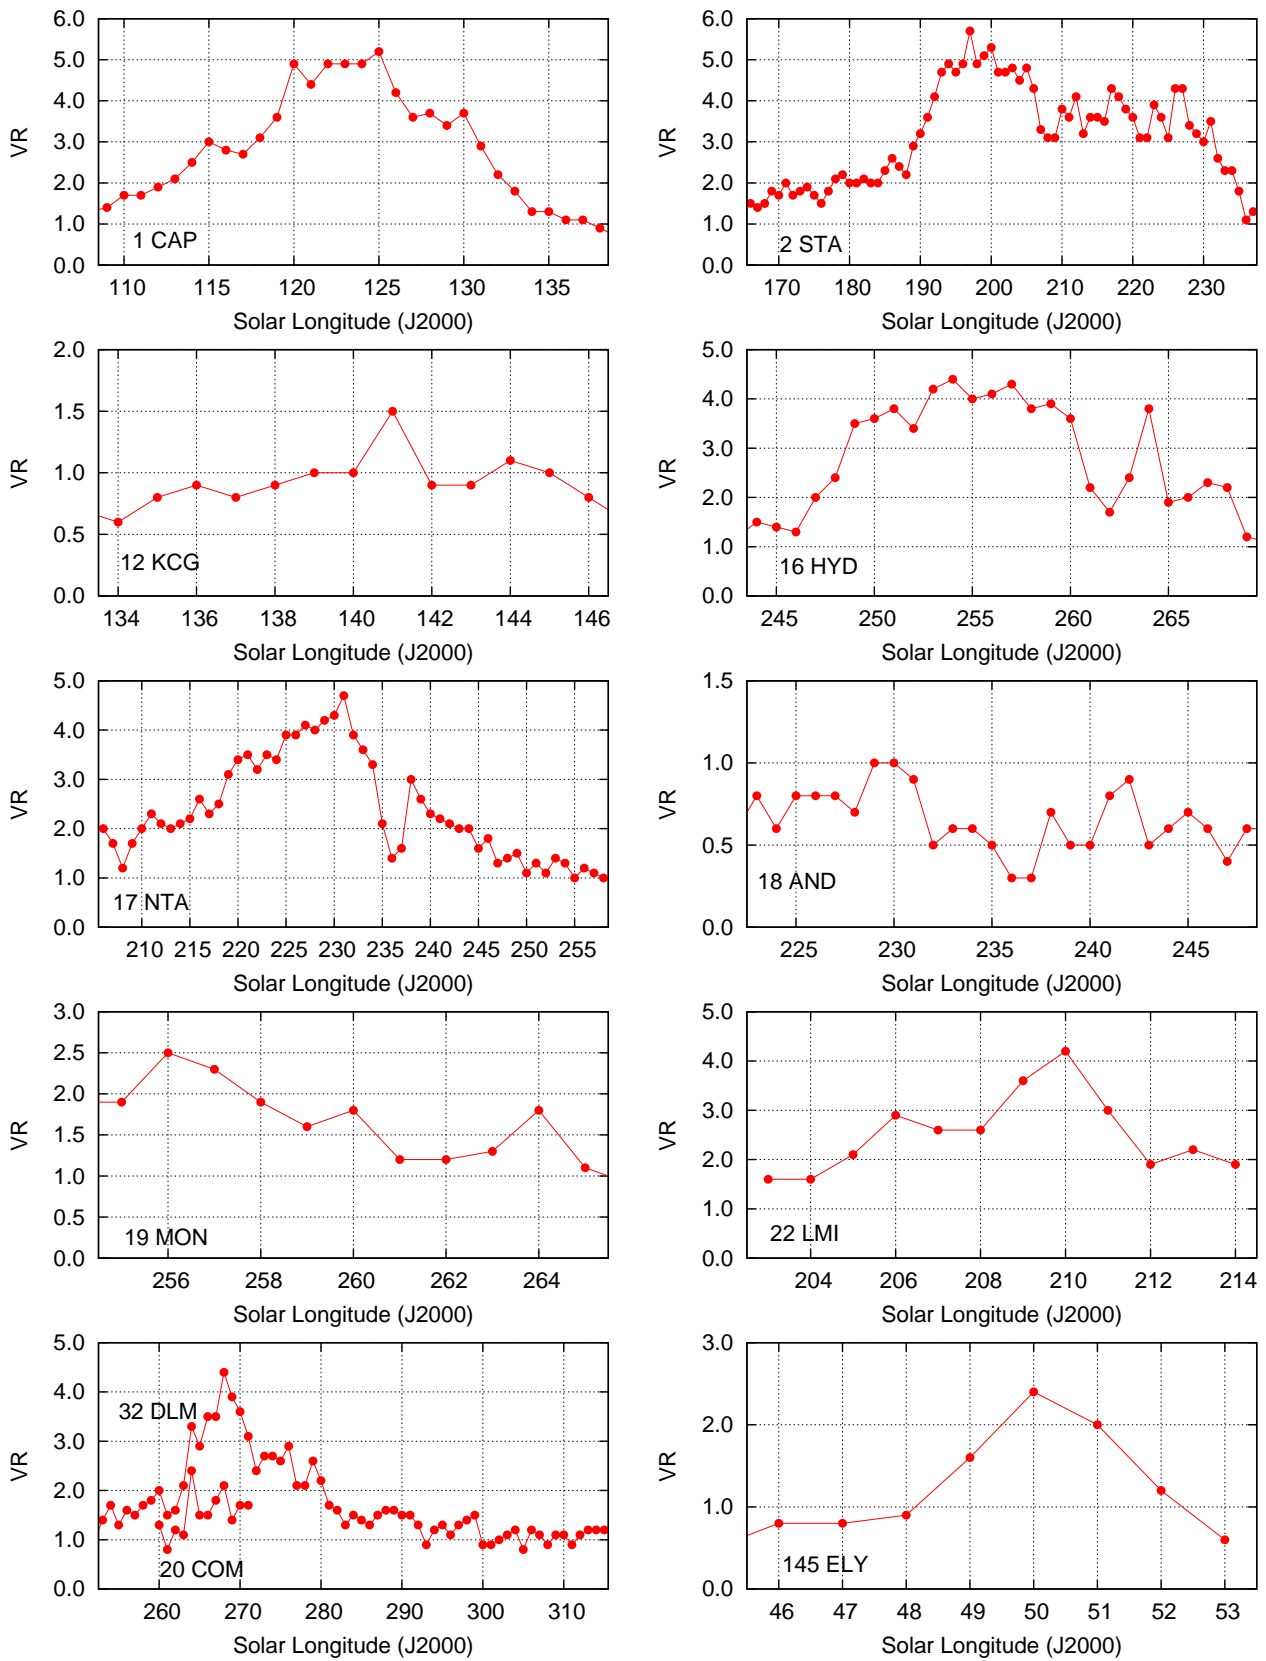 6.0
5.0
4.0
3.0
2.0
1.0
0.0
VR
1 CAP
110 115 120 125 130 135
Solar Longitude (J2000)
6.0
5.0
4.0
3.0
2.0
1.0
0.0
VR
2 STA
170 180 190 200 210 220 230
Solar Longitude (J2000)
2.0
1.5
1.0
0.5
0.0
VR
12 KCG
134 136 138 140 142 144 146
Solar Longitude (J2000)
5.0
4.0
3.0
2.0
1.0
0.0
VR
16 HYD
245 250 255 260 265
Solar Longitude (J2000)
5.0
4.0
3.0
2.0
1.0
0.0
VR
17 NTA
210 215 220 225 230 235 240 245 250 255
Solar Longitude (J2000)
1.5
1.0
0.5
0.0
VR
18 AND
225 230 235 240 245
Solar Longitude (J2000)
3.0
2.5
2.0
1.5
1.0
0.5
0.0
VR
19 MON
256 258 260 262 264
Solar Longitude (J2000)
5.0
4.0
3.0
2.0
1.0
0.0
VR
22 LMI
204 206 208 210 212 214
Solar Longitude (J2000)
5.0
4.0
3.0
2.0
1.0
0.0
VR
32 DLM
20 COM
260 270 280 290 300 310
Solar Longitude (J2000)
3.0
2.0
1.0
0.0
VR
145 ELY
46 47 48 49 50 51 52 53
Solar Longitude (J2000)